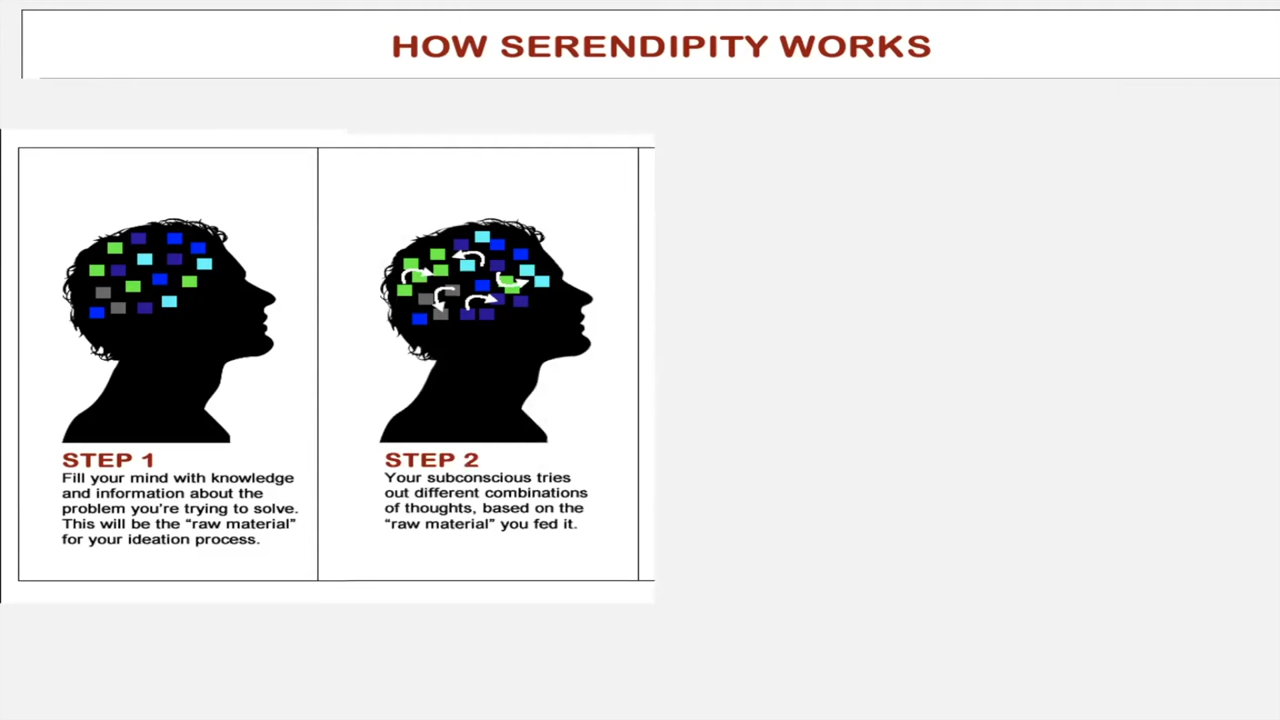 HOW SERENDIPITY WORKS
STEP 1
Fill your mind with knowledge
and information about the
problem you're trying to solve.
This will be the “raw material”
for your ideation process.
STEP 2
Your subconscious tries
out different combinations
of thoughts, based on the
“raw material” you fed it.